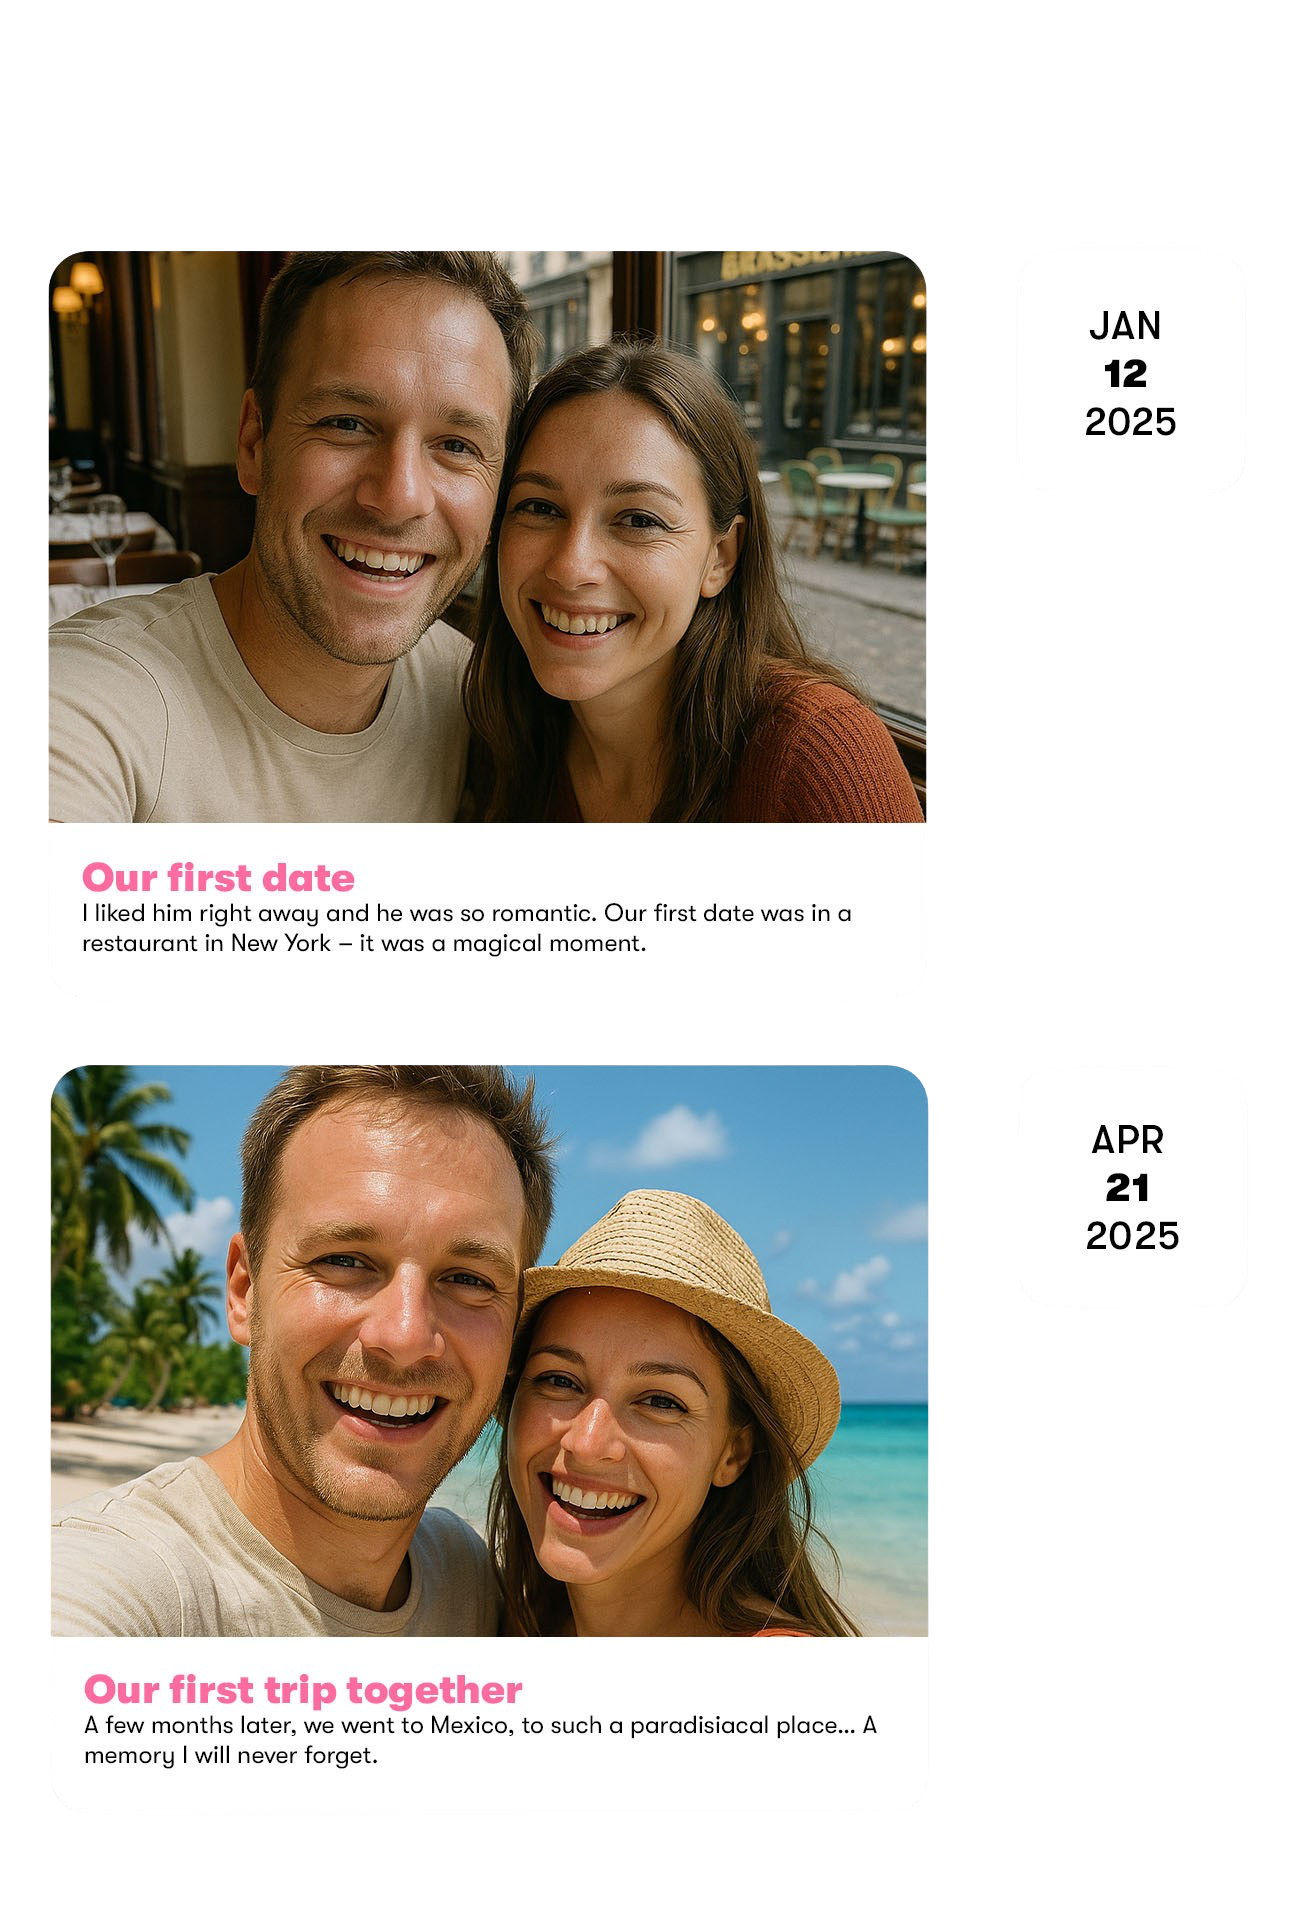 JAN
12
2025
Our first date
I liked him right away and he was so romantic. Our first date was in a
restaurant in New York – it was a magical moment.
APR
21
2025
Our first trip together
A few months later, we went to Mexico, to such a paradisiacal place... A
memory I will never forget.